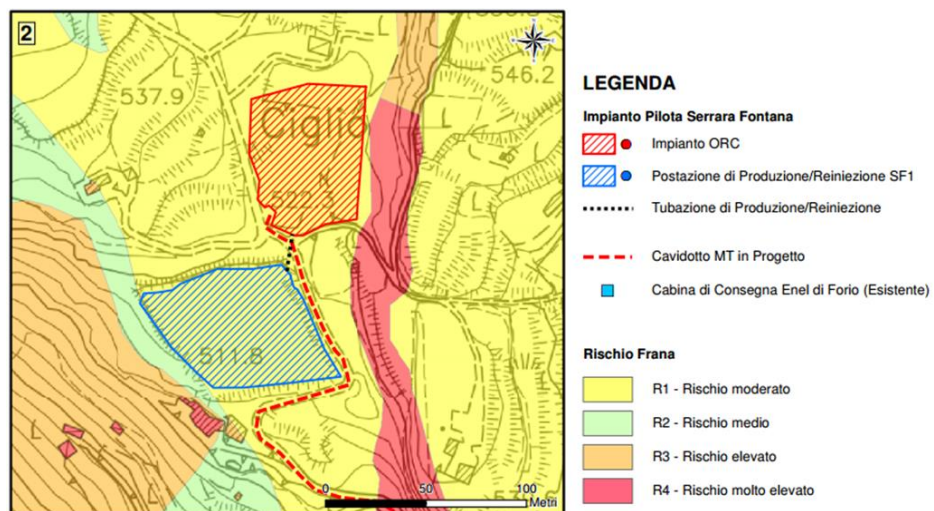 2
546.2
537.9
L
L
Ciglio
522.3
511.8
L
L
0 50 100
Metri
LEGENDA
Impianto Pilota Serrara Fontana
Impianto ORC
Postazione di Produzione/Reiniezione SF1
Tubazione di Produzione/Reiniezione
Cavidotto MT in Progetto
Cabina di Consegna Enel di Forio (Esistente)
Rischio Frana
R1 - Rischio moderato
R2 - Rischio medio
R3 - Rischio elevato
R4 - Rischio molto elevato